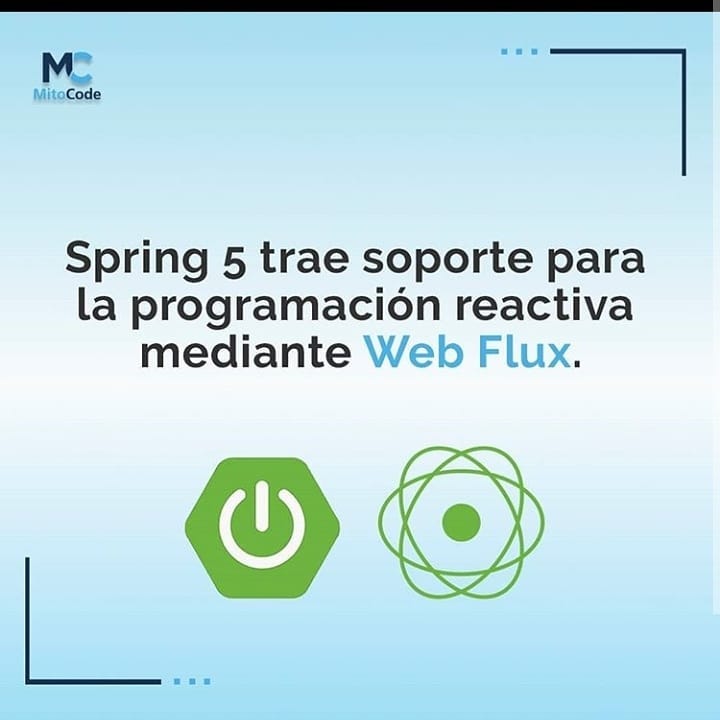 MC
MitoCode
Spring 5 trae soporte para
la programación reactiva
mediante Web Flux.